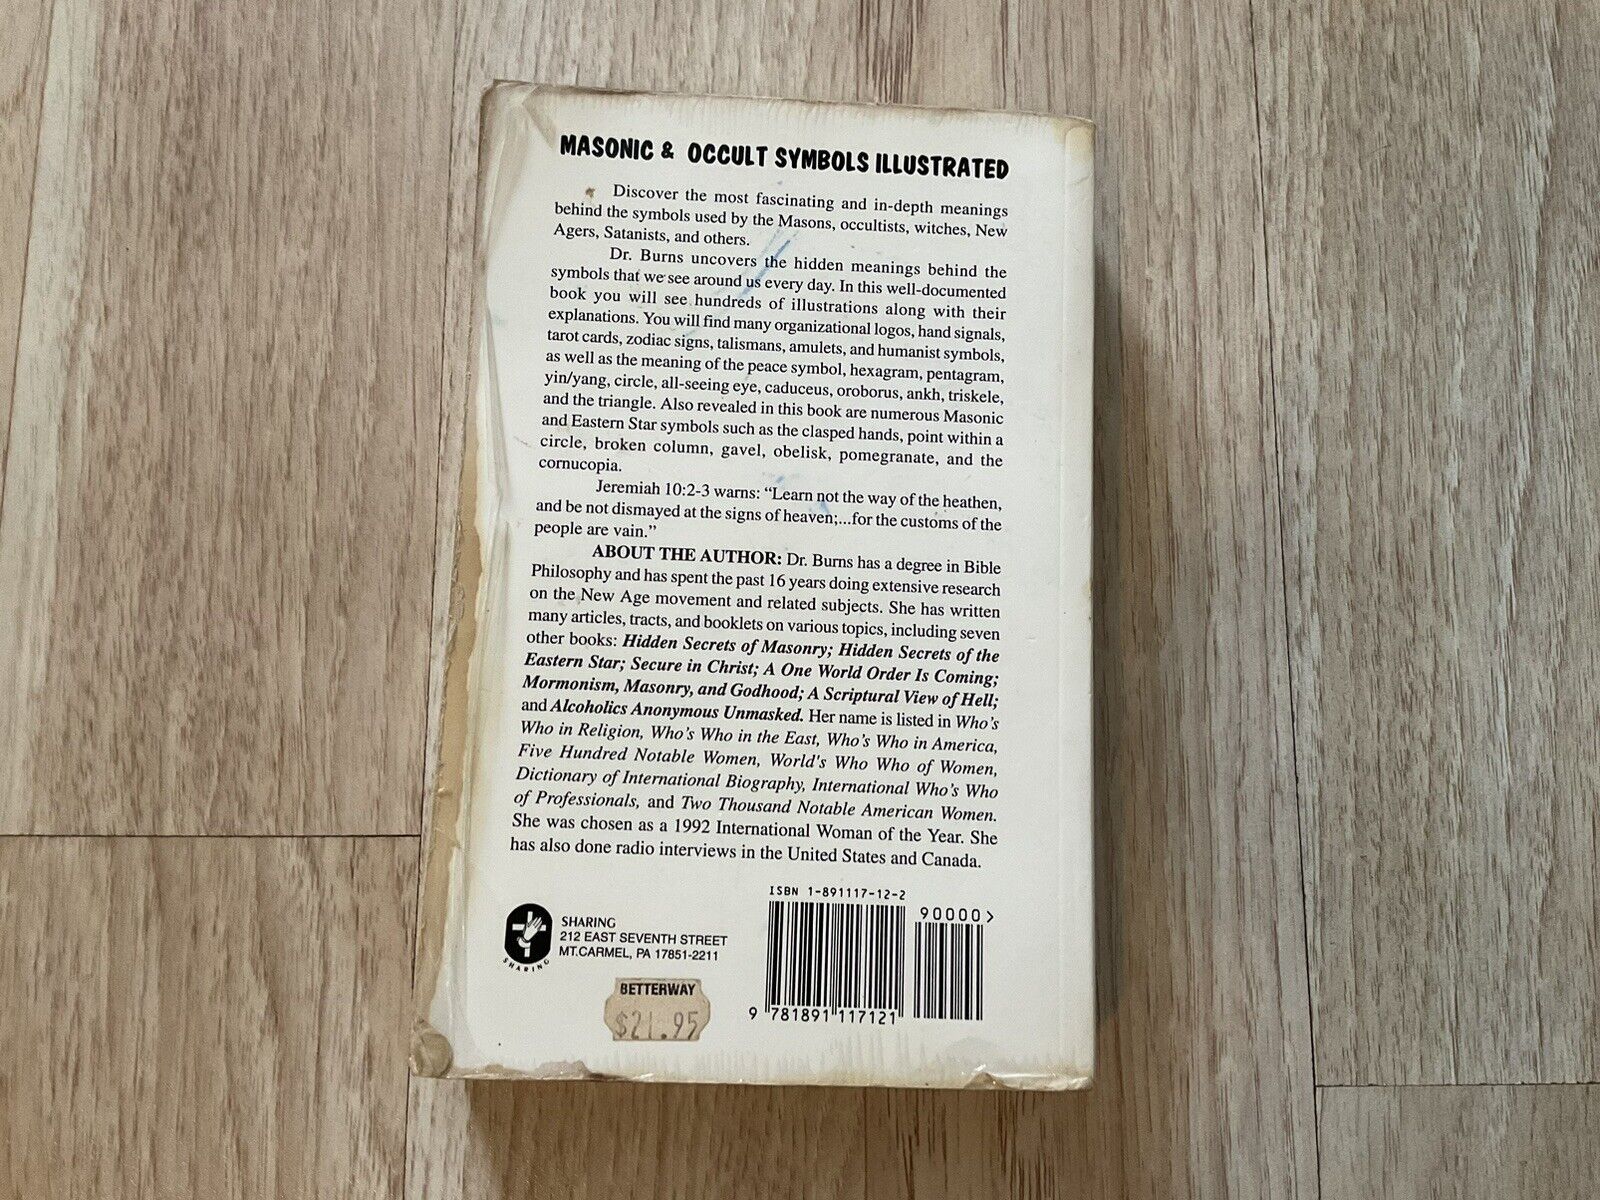 MASONIC & OCCULT SYMBOLS ILLUSTRATED
Discover the most fascinating and in-depth meanings
behind the symbols used by the Masons, occultists, witches, New
Agers, Satanists, and others.
Dr. Burns uncovers the hidden meanings behind the
symbols that we see around us every day. In this well-documented
book you will see hundreds of illustrations along with their
explanations. You will find many organizational logos, hand signals,
tarot cards, zodiac signs, talismans, amulets, and humanist symbols,
as well as the meaning of the peace symbol, hexagram, pentagram,
yin/yang, circle, all-seeing eye, caduceus, oroborus, ankh, triskele,
and the triangle. Also revealed in this book are numerous Masonic
and Eastern Star symbols such as the clasped hands, point within a
circle, broken column, gavel, obelisk, pomegranate, and the
cornucopia.
Jeremiah 10:2-3 warns: “Learn not the way of the heathen,
and be not dismayed at the signs of heaven;...for the customs of the
people are vain.”
ABOUT THE AUTHOR: Dr. Burns has a degree in Bible
Philosophy and has spent the past 16 years doing extensive research
on the New Age movement and related subjects. She has written
many articles, tracts, and booklets on various topics, including seven
other books: Hidden Secrets of Masonry; Hidden Secrets of the
Eastern Star; Secure in Christ; A One World Order Is Coming;
Mormonism, Masonry, and Godhood; A Scriptural View of Hell;
and Alcoholics Anonymous Unmasked. Her name is listed in Who's
Who in Religion, Who's Who in the East, Who's Who in America,
Five Hundred Notable Women, World's Who Who of Women,
Dictionary of International Biography, International Who's Who
of Professionals, and Two Thousand Notable American Women.
She was chosen as a 1992 International Woman of the Year. She
has also done radio interviews in the United States and Canada.
ISBN 1-891117-12-2
90000>
SHARING
212 EAST SEVENTH STREET
MT.CARMEL, PA 17851-2211
SHARING
BETTERWAY
$21.95
9 781891 117121